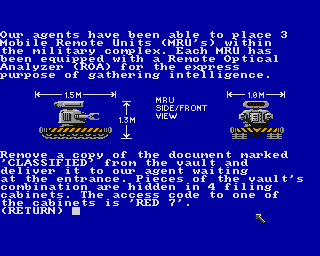 Our agents have been able to place 3
Mobile Remote Units (MRU's) within
the military complex. Each MRU has
been equipped with a Remote Optical
Analyzer (ROA) for the express
purpose of gathering intelligence.
1.5M
1.0M
MRU
SIDE/FRONT
VIEW
1.3M
Remove a copy of the document marked
'CLASSIFIED' from the vault and
deliver it to our agent waiting
at the entrance. Pieces of the vault's
combination are hidden in 4 filing
cabinets. The access code to one of
the cabinets is 'RED 7'.
(RETURN)